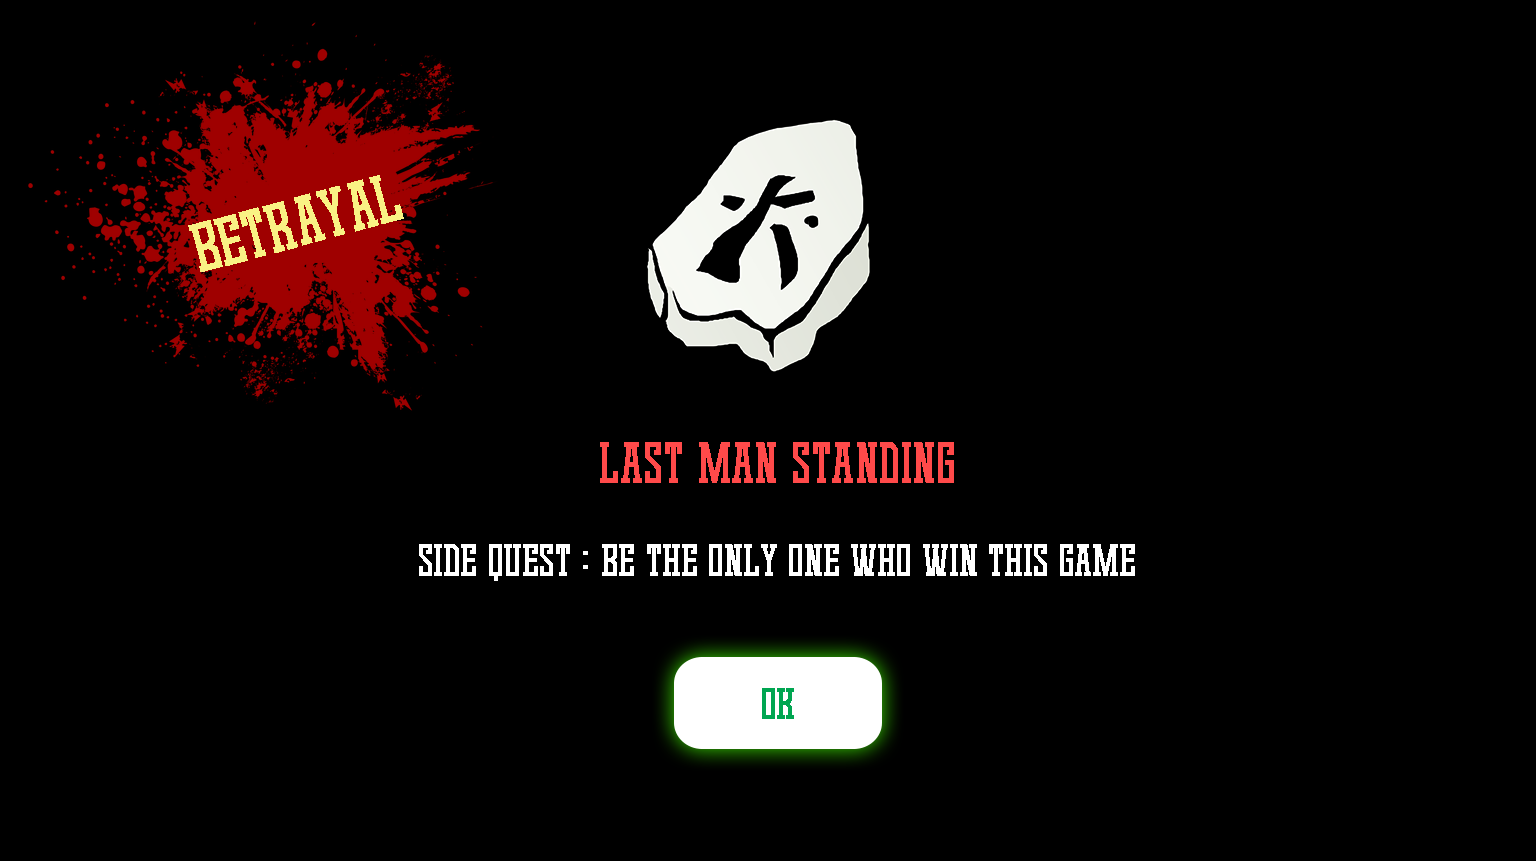 BETRAYAL
LAST MAN STANDING
SIDE QUEST : BE THE ONLY ONE WHO WIN THIS GAME
OK